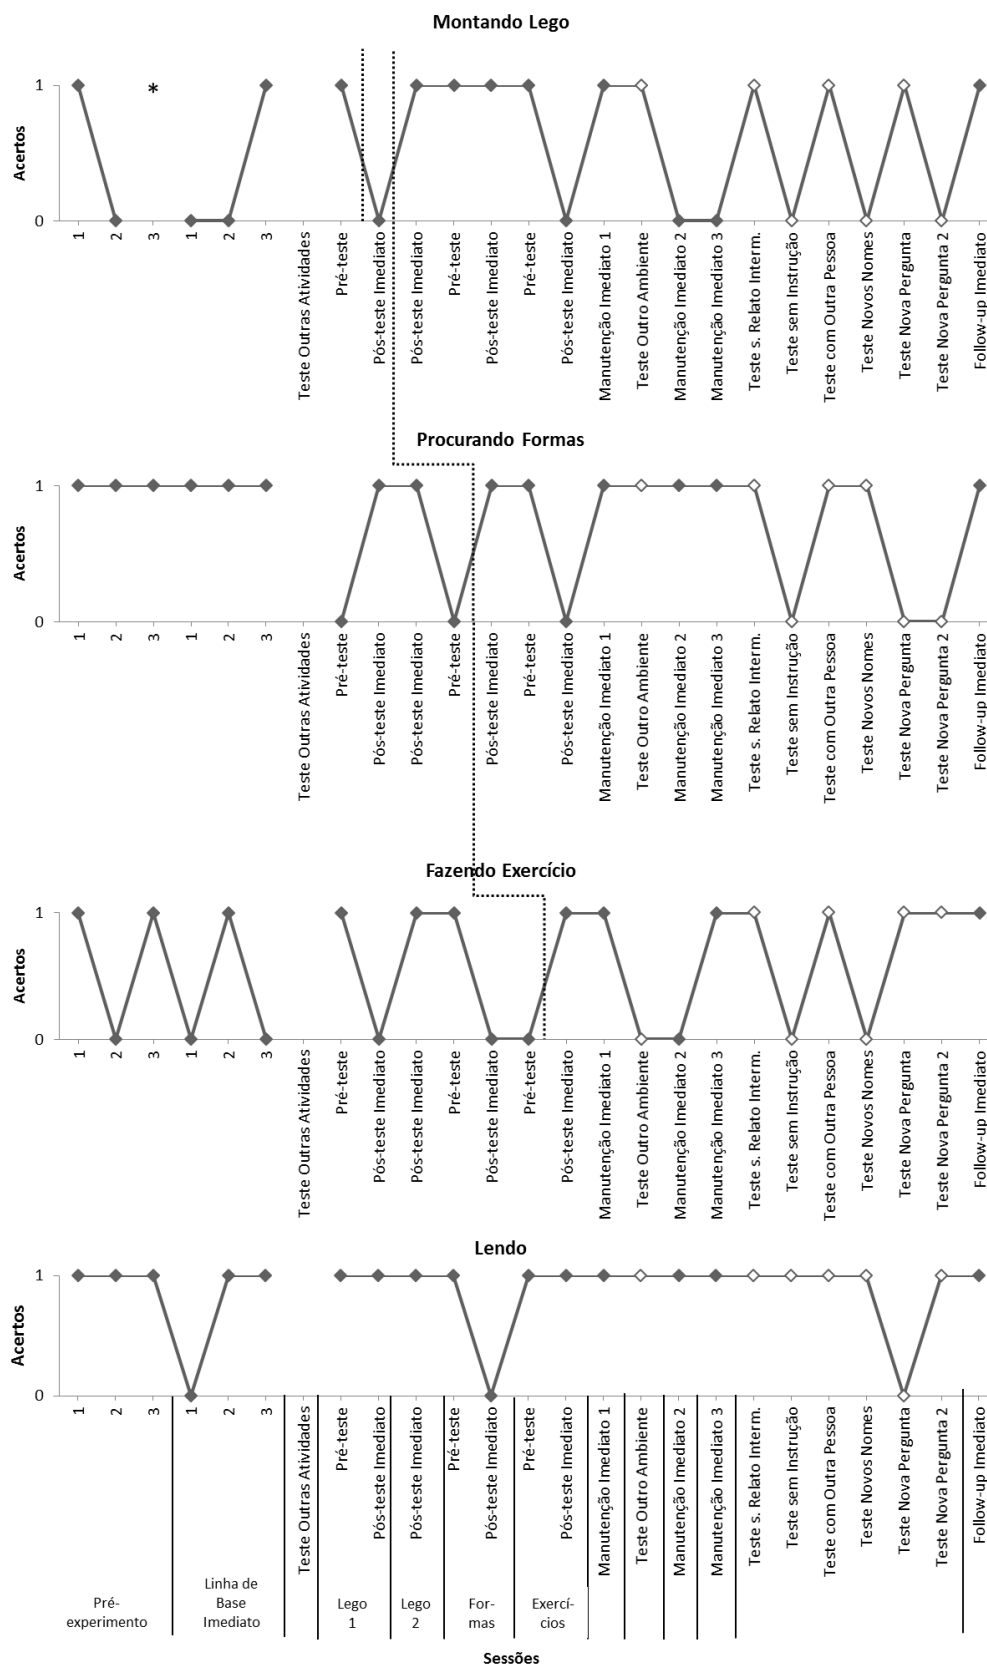 Montando Lego
Acertos
1
0
*
1
2
3
1
2
3
Teste Outras Atividades
Pré-teste
Pós-teste Imediato
Pós-teste Imediato
Pré-teste
Pós-teste Imediato
Pré-teste
Pós-teste Imediato
Manutenção Imediato 1
Teste Outro Ambiente
Manutenção Imediato 2
Manutenção Imediato 3
Teste s. Relato Interm.
Teste sem Instrução
Teste com Outra Pessoa
Teste Novos Nomes
Teste Nova Pergunta
Teste Nova Pergunta 2
Follow-up Imediato
Procurando Formas
Acertos
1
0
1
2
3
1
2
3
Teste Outras Atividades
Pré-teste
Pós-teste Imediato
Pós-teste Imediato
Pré-teste
Pós-teste Imediato
Pré-teste
Pós-teste Imediato
Manutenção Imediato 1
Teste Outro Ambiente
Manutenção Imediato 2
Manutenção Imediato 3
Teste s. Relato Interm.
Teste sem Instrução
Teste com Outra Pessoa
Teste Novos Nomes
Teste Nova Pergunta
Teste Nova Pergunta 2
Follow-up Imediato
Fazendo Exercício
Acertos
1
0
1
2
3
1
2
3
Teste Outras Atividades
Pré-teste
Pós-teste Imediato
Pós-teste Imediato
Pré-teste
Pós-teste Imediato
Pré-teste
Pós-teste Imediato
Manutenção Imediato 1
Teste Outro Ambiente
Manutenção Imediato 2
Manutenção Imediato 3
Teste s. Relato Interm.
Teste sem Instrução
Teste com Outra Pessoa
Teste Novos Nomes
Teste Nova Pergunta
Teste Nova Pergunta 2
Follow-up Imediato
Lendo
Acertos
1
0
1
2
3
1
2
3
Teste Outras Atividades
Pré-teste
Pós-teste Imediato
Pós-teste Imediato
Pré-teste
Pós-teste Imediato
Pré-teste
Pós-teste Imediato
Manutenção Imediato 1
Teste Outro Ambiente
Manutenção Imediato 2
Manutenção Imediato 3
Teste s. Relato Interm.
Teste sem Instrução
Teste com Outra Pessoa
Teste Novos Nomes
Teste Nova Pergunta
Teste Nova Pergunta 2
Follow-up Imediato
Pré-
experimento
Linha de
Base
Imediato
Lego
1
Lego
2
For-
mas
Exercí-
cios
Sessões